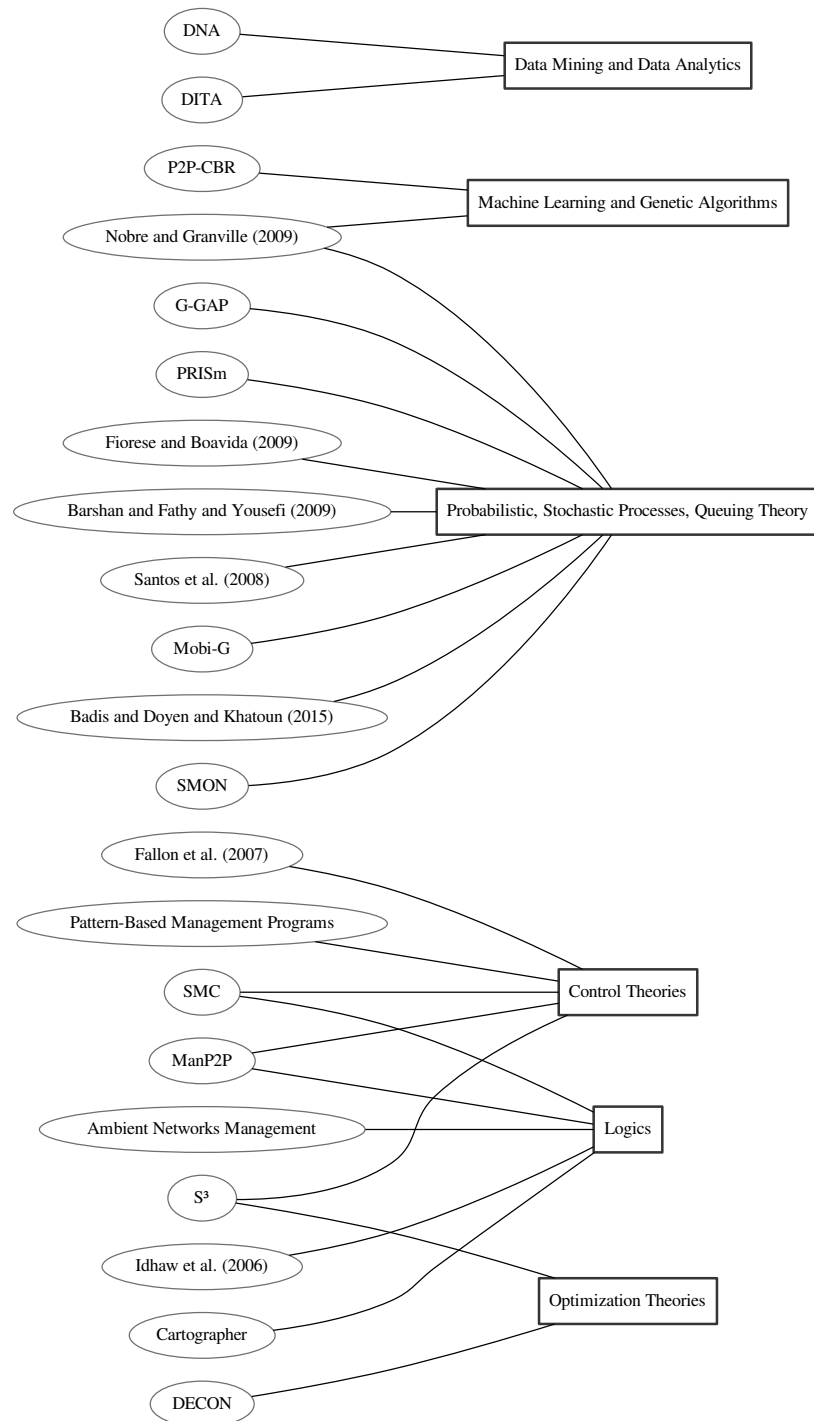 DNA
Data Mining and Data Analytics
DITA
P2P-CBR
Machine Learning and Genetic Algorithms
Nobre and Granville (2009)
G-GAP
PRISm
Fiorese and Boavida (2009)
Barshan and Fathy and Yousefi (2009)
Probabilistic, Stochastic Processes, Queuing Theory
Santos et al. (2008)
Mobi-G
Badis and Doyen and Khatoun (2015)
SMON
Fallon et al. (2007)
Pattern-Based Management Programs
SMC
Control Theories
ManP2P
Ambient Networks Management
Logics
S³
Idhaw et al. (2006)
Optimization Theories
Cartographer
DECON